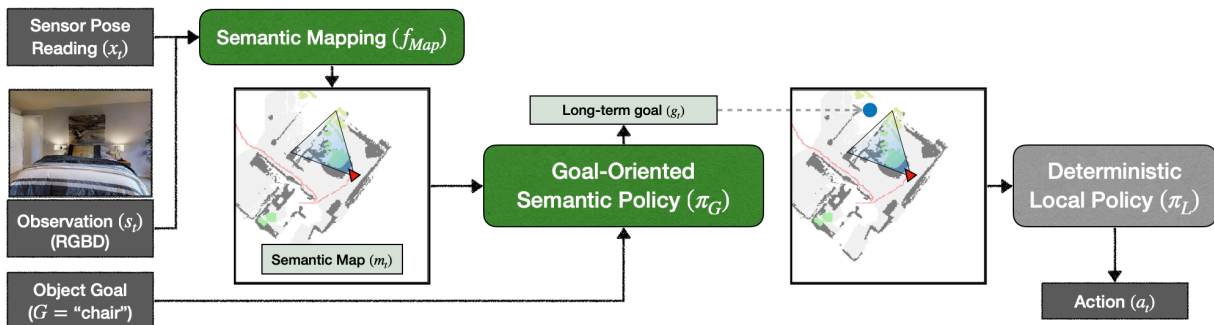 Sensor Pose
Reading (x_t)
Semantic Mapping (f_Map)
Observation (s_t)
(RGBD)
Semantic Map (m_t)
Object Goal
(G = “chair”)
Long-term goal (g_t)
Goal-Oriented
Semantic Policy (π_G)
Deterministic
Local Policy (π_L)
Action (a_t)